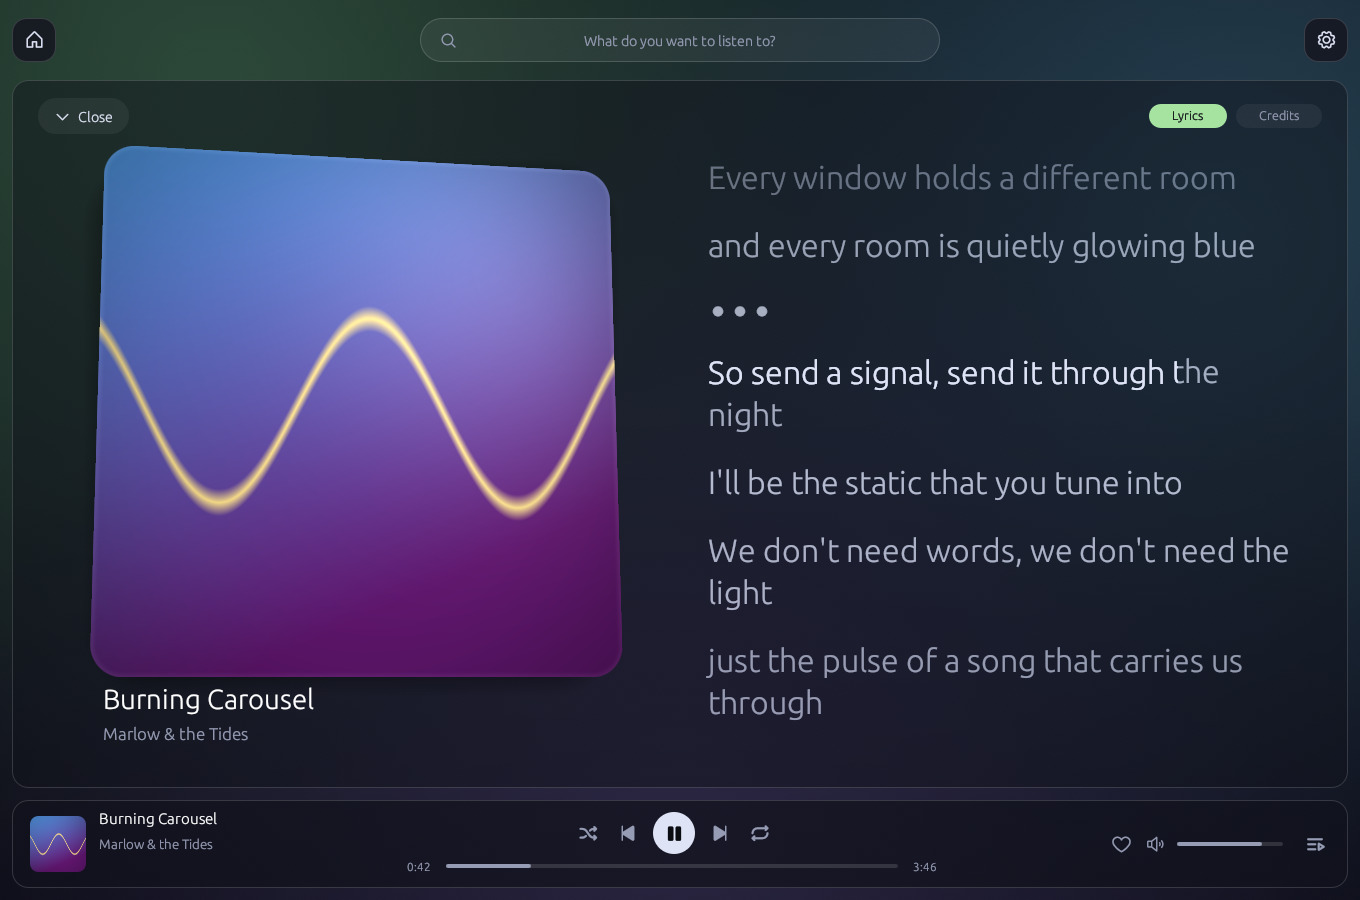 What do you want to listen to?
Close
Lyrics
Credits
Every window holds a different room
and every room is quietly glowing blue
•••
So send a signal, send it through the
night
I'll be the static that you tune into
We don't need words, we don't need the
light
just the pulse of a song that carries us
through
Burning Carousel
Marlow & the Tides
Burning Carousel
Marlow & the Tides
0:42
3:46